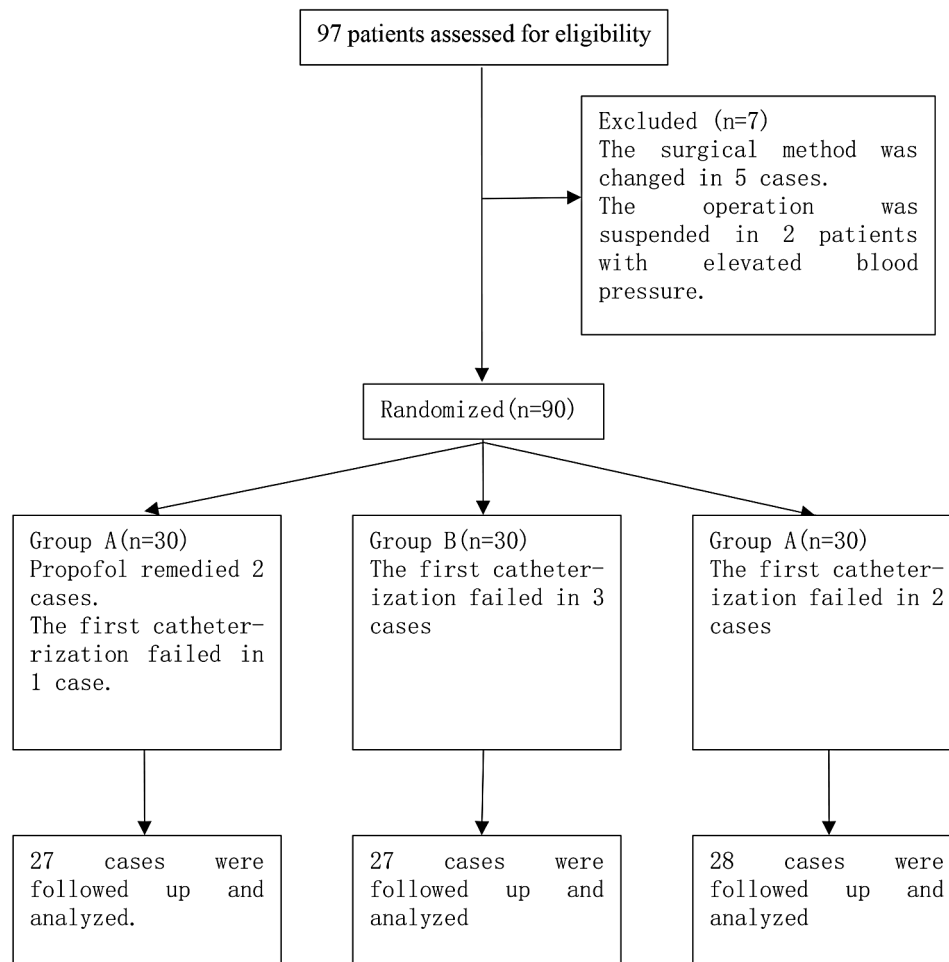 97 patients assessed for eligibility
Excluded (n=7)
The surgical method was
changed in 5 cases.
The operation was
suspended in 2 patients
with elevated blood
pressure.
Randomized(n=90)
Group A(n=30)
Propofol remedied 2
cases.
The first catheter-
rization failed in
1 case.
Group B(n=30)
The first catheter-
ization failed in 3
cases
Group A(n=30)
The first catheter-
ization failed in 2
cases
27 cases were
followed up and
analyzed.
27 cases were
followed up and
analyzed
28 cases were
followed up and
analyzed